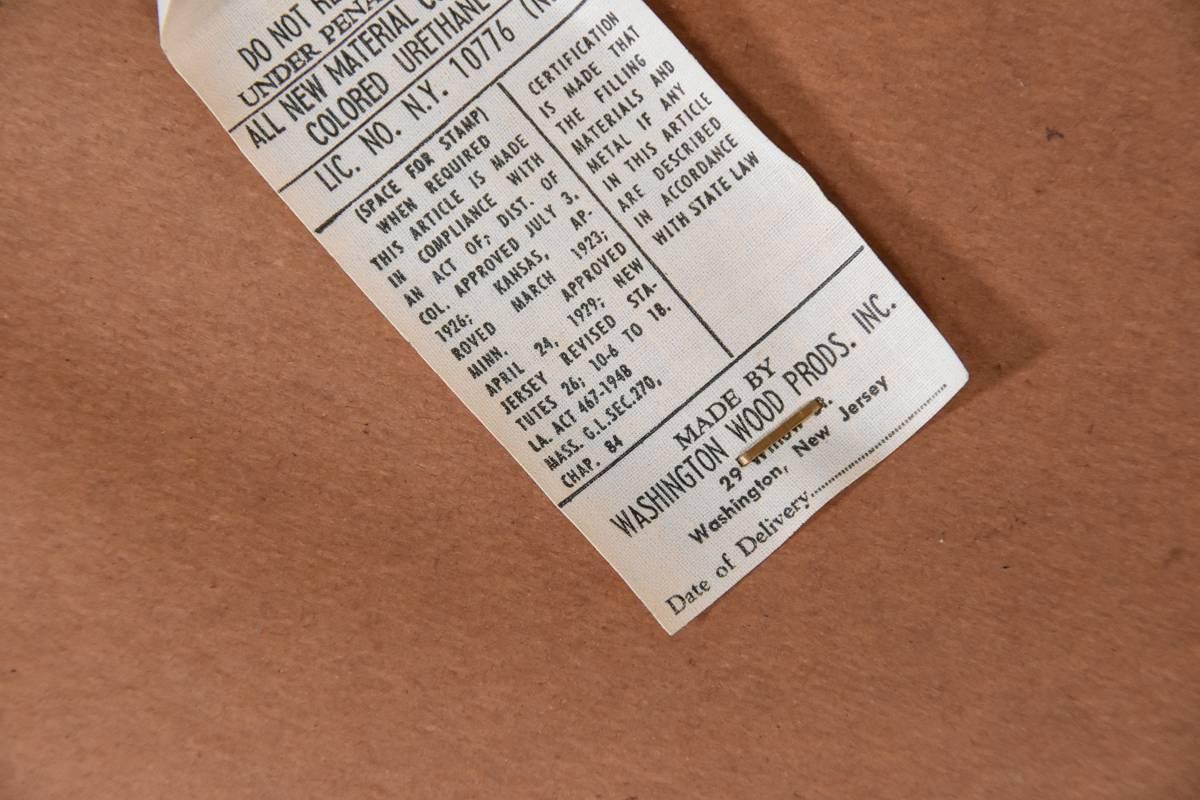 DO NOT RE
UNDER PENA
ALL NEW MATERIAL CO
COLORED URETHANE
LIC. NO. N.Y. 10776 (N.
(SPACE FOR STAMP)
WHEN REQUIRED
THIS ARTICLE IS MADE
IN COMPLIANCE WITH
AN ACT OF; DIST. OF
COL. APPROVED JULY 3.
1926; KANSAS, AP-
ROVED MARCH 1923;
MINN. APPROVED
APRIL 24, 1929; NEW
JERSEY REVISED STA-
TUTES 26; 10-6 TO 18.
LA. ACT 467-1948
MASS. G.L.SEC.270,
CHAP. 84
CERTIFICATION
IS MADE THAT
THE FILLING
MATERIALS AND
METAL IF ANY
IN THIS ARTICLE
ARE DESCRIBED
IN ACCORDANCE
WITH STATE LAW
MADE BY
WASHINGTON WOOD PRODS. INC.
29
Washington, New Jersey
Date of Delivery